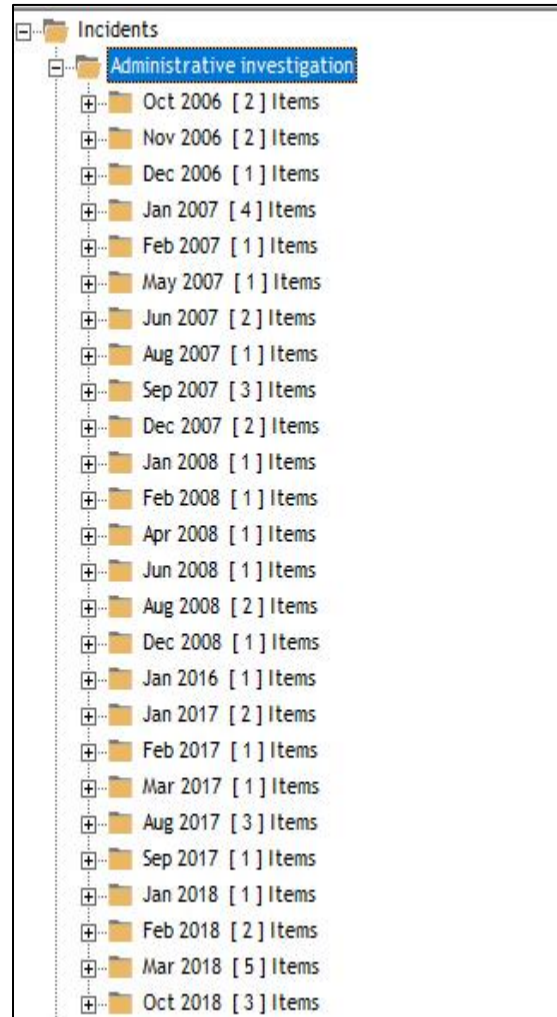 Incidents
Administrative investigation
Oct 2006 [ 2 ] Items
Nov 2006 [ 2 ] Items
Dec 2006 [ 1 ] Items
Jan 2007 [ 4 ] Items
Feb 2007 [ 1 ] Items
May 2007 [ 1 ] Items
Jun 2007 [ 2 ] Items
Aug 2007 [ 1 ] Items
Sep 2007 [ 3 ] Items
Dec 2007 [ 2 ] Items
Jan 2008 [ 1 ] Items
Feb 2008 [ 1 ] Items
Apr 2008 [ 1 ] Items
Jun 2008 [ 1 ] Items
Aug 2008 [ 2 ] Items
Dec 2008 [ 1 ] Items
Jan 2016 [ 1 ] Items
Jan 2017 [ 2 ] Items
Feb 2017 [ 1 ] Items
Mar 2017 [ 1 ] Items
Aug 2017 [ 3 ] Items
Sep 2017 [ 1 ] Items
Jan 2018 [ 1 ] Items
Feb 2018 [ 2 ] Items
Mar 2018 [ 5 ] Items
Oct 2018 [ 3 ] Items